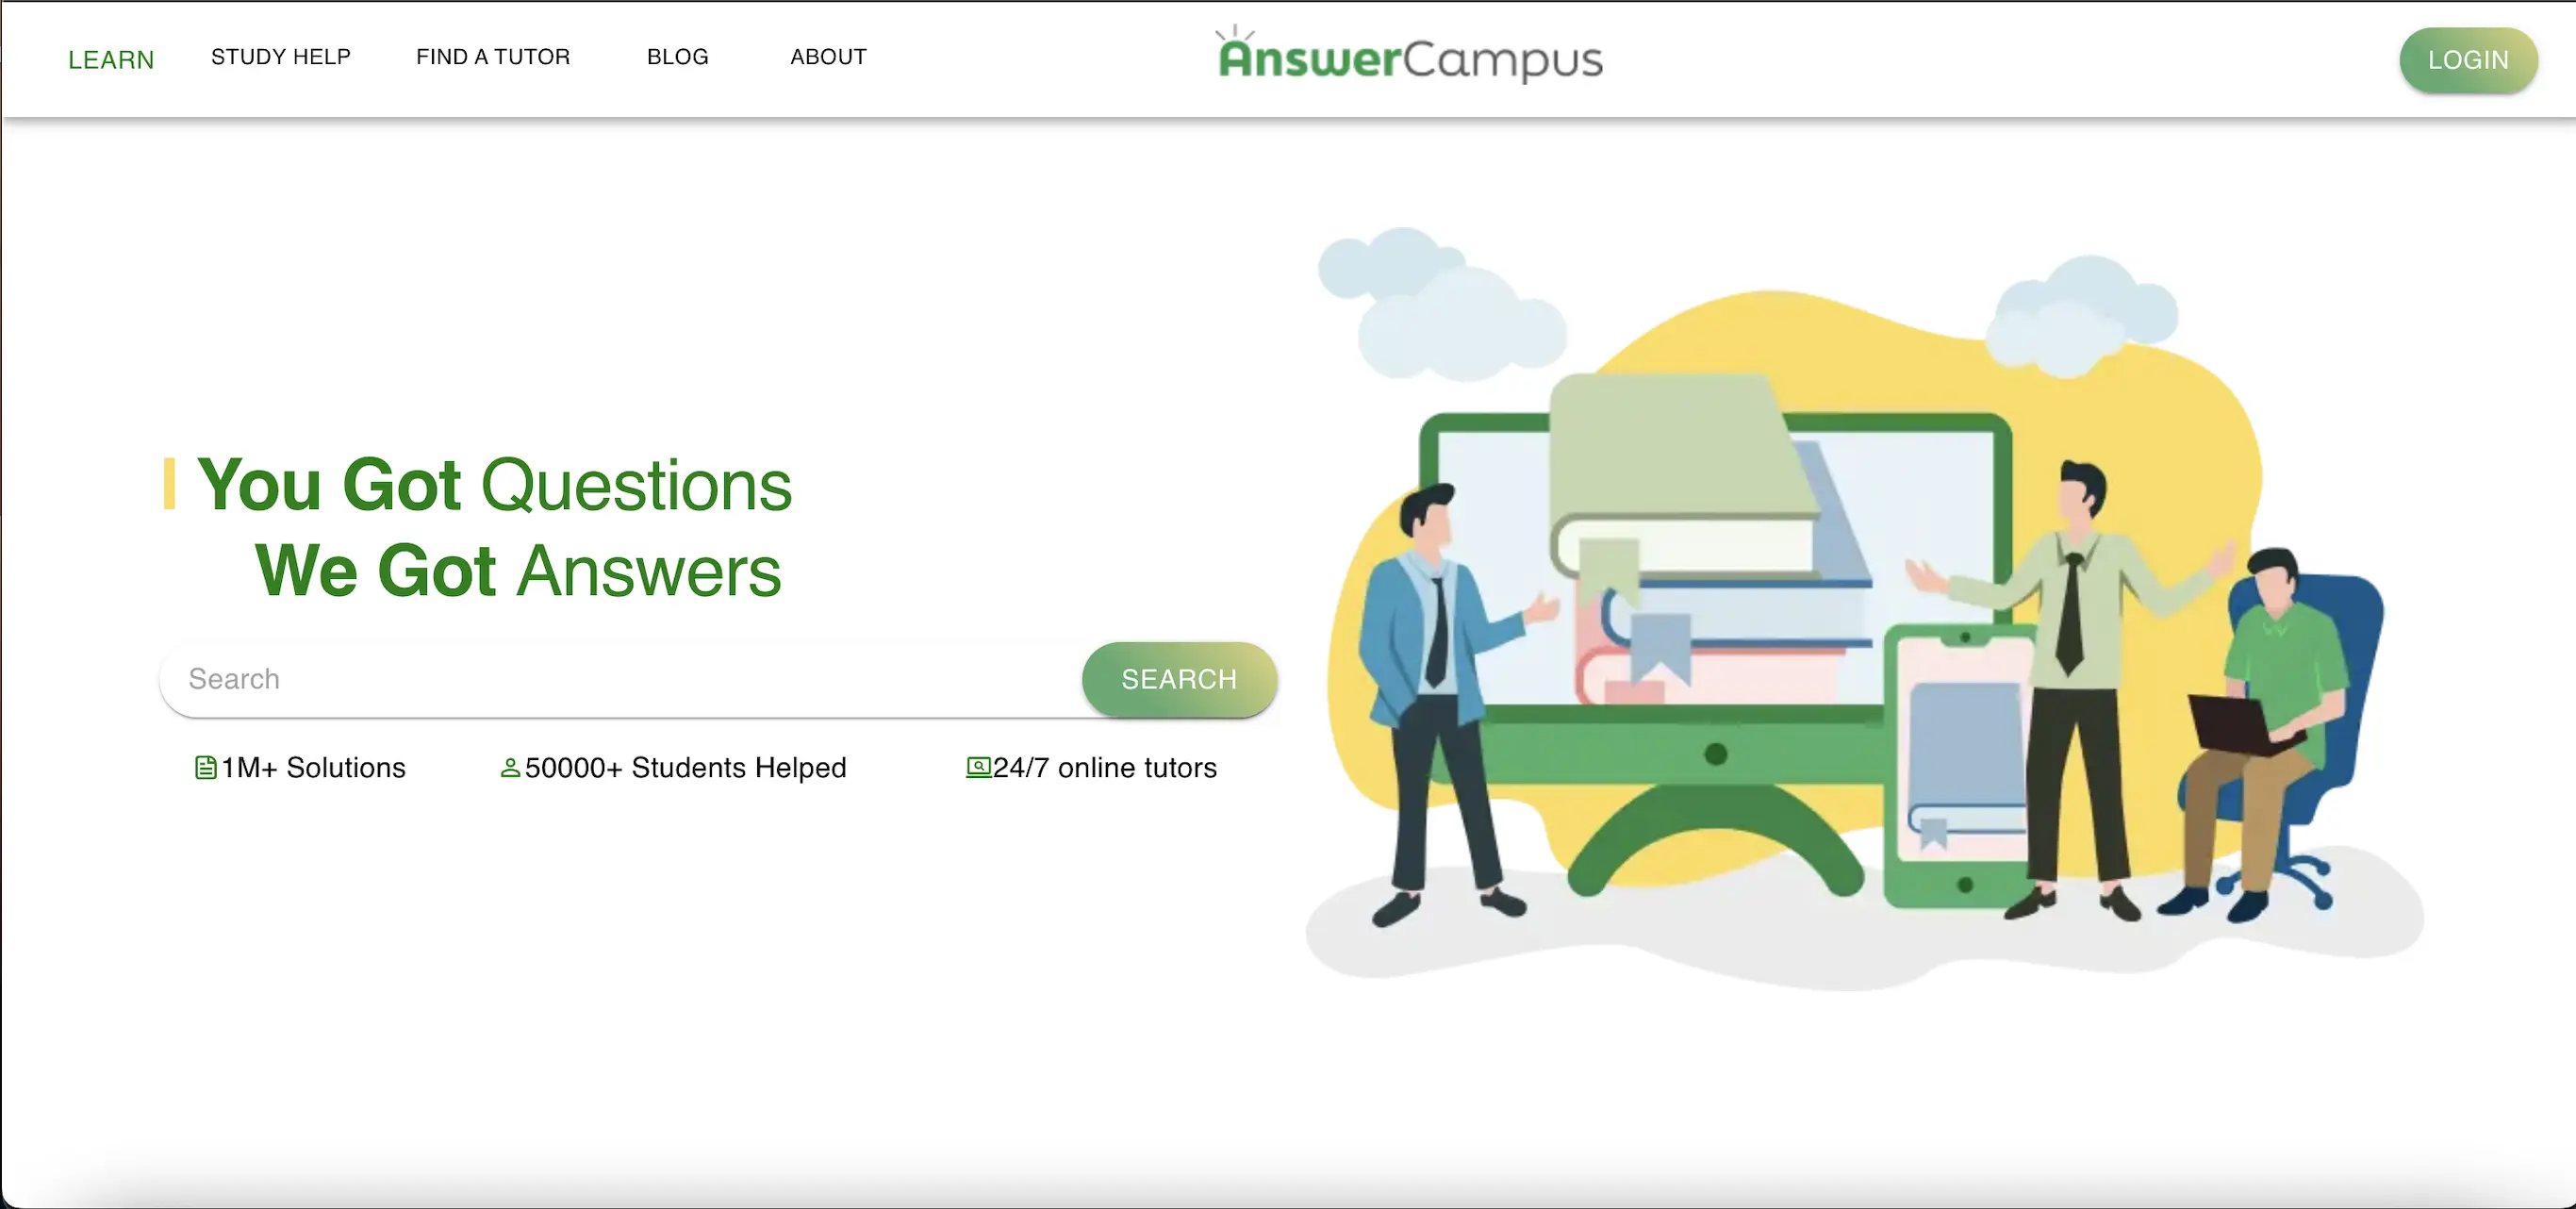 LEARN STUDY HELP FIND A TUTOR BLOG ABOUT AnswerCampus LOGIN
You Got Questions
We Got Answers
Search SEARCH
1M+ Solutions 50000+ Students Helped 24/7 online tutors